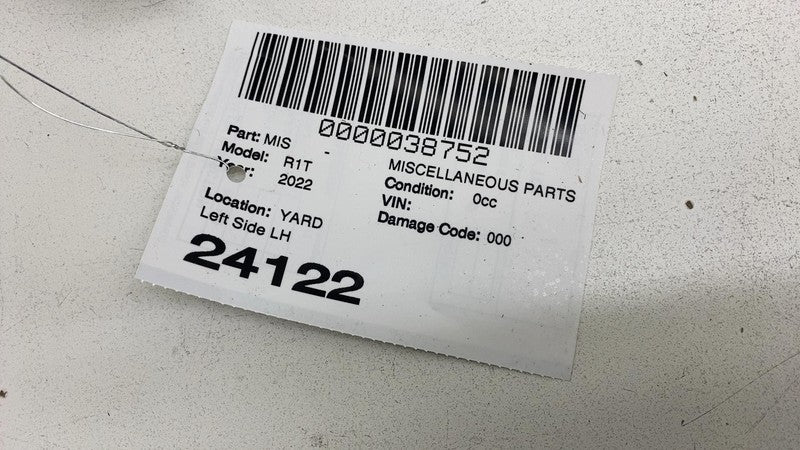 0000038752
Part: MIS - MISCELLANEOUS PARTS
Model: R1T Condition: 0cc
Year: 2022 VIN:
Damage Code: 000
Location: YARD
Left Side LH
24122